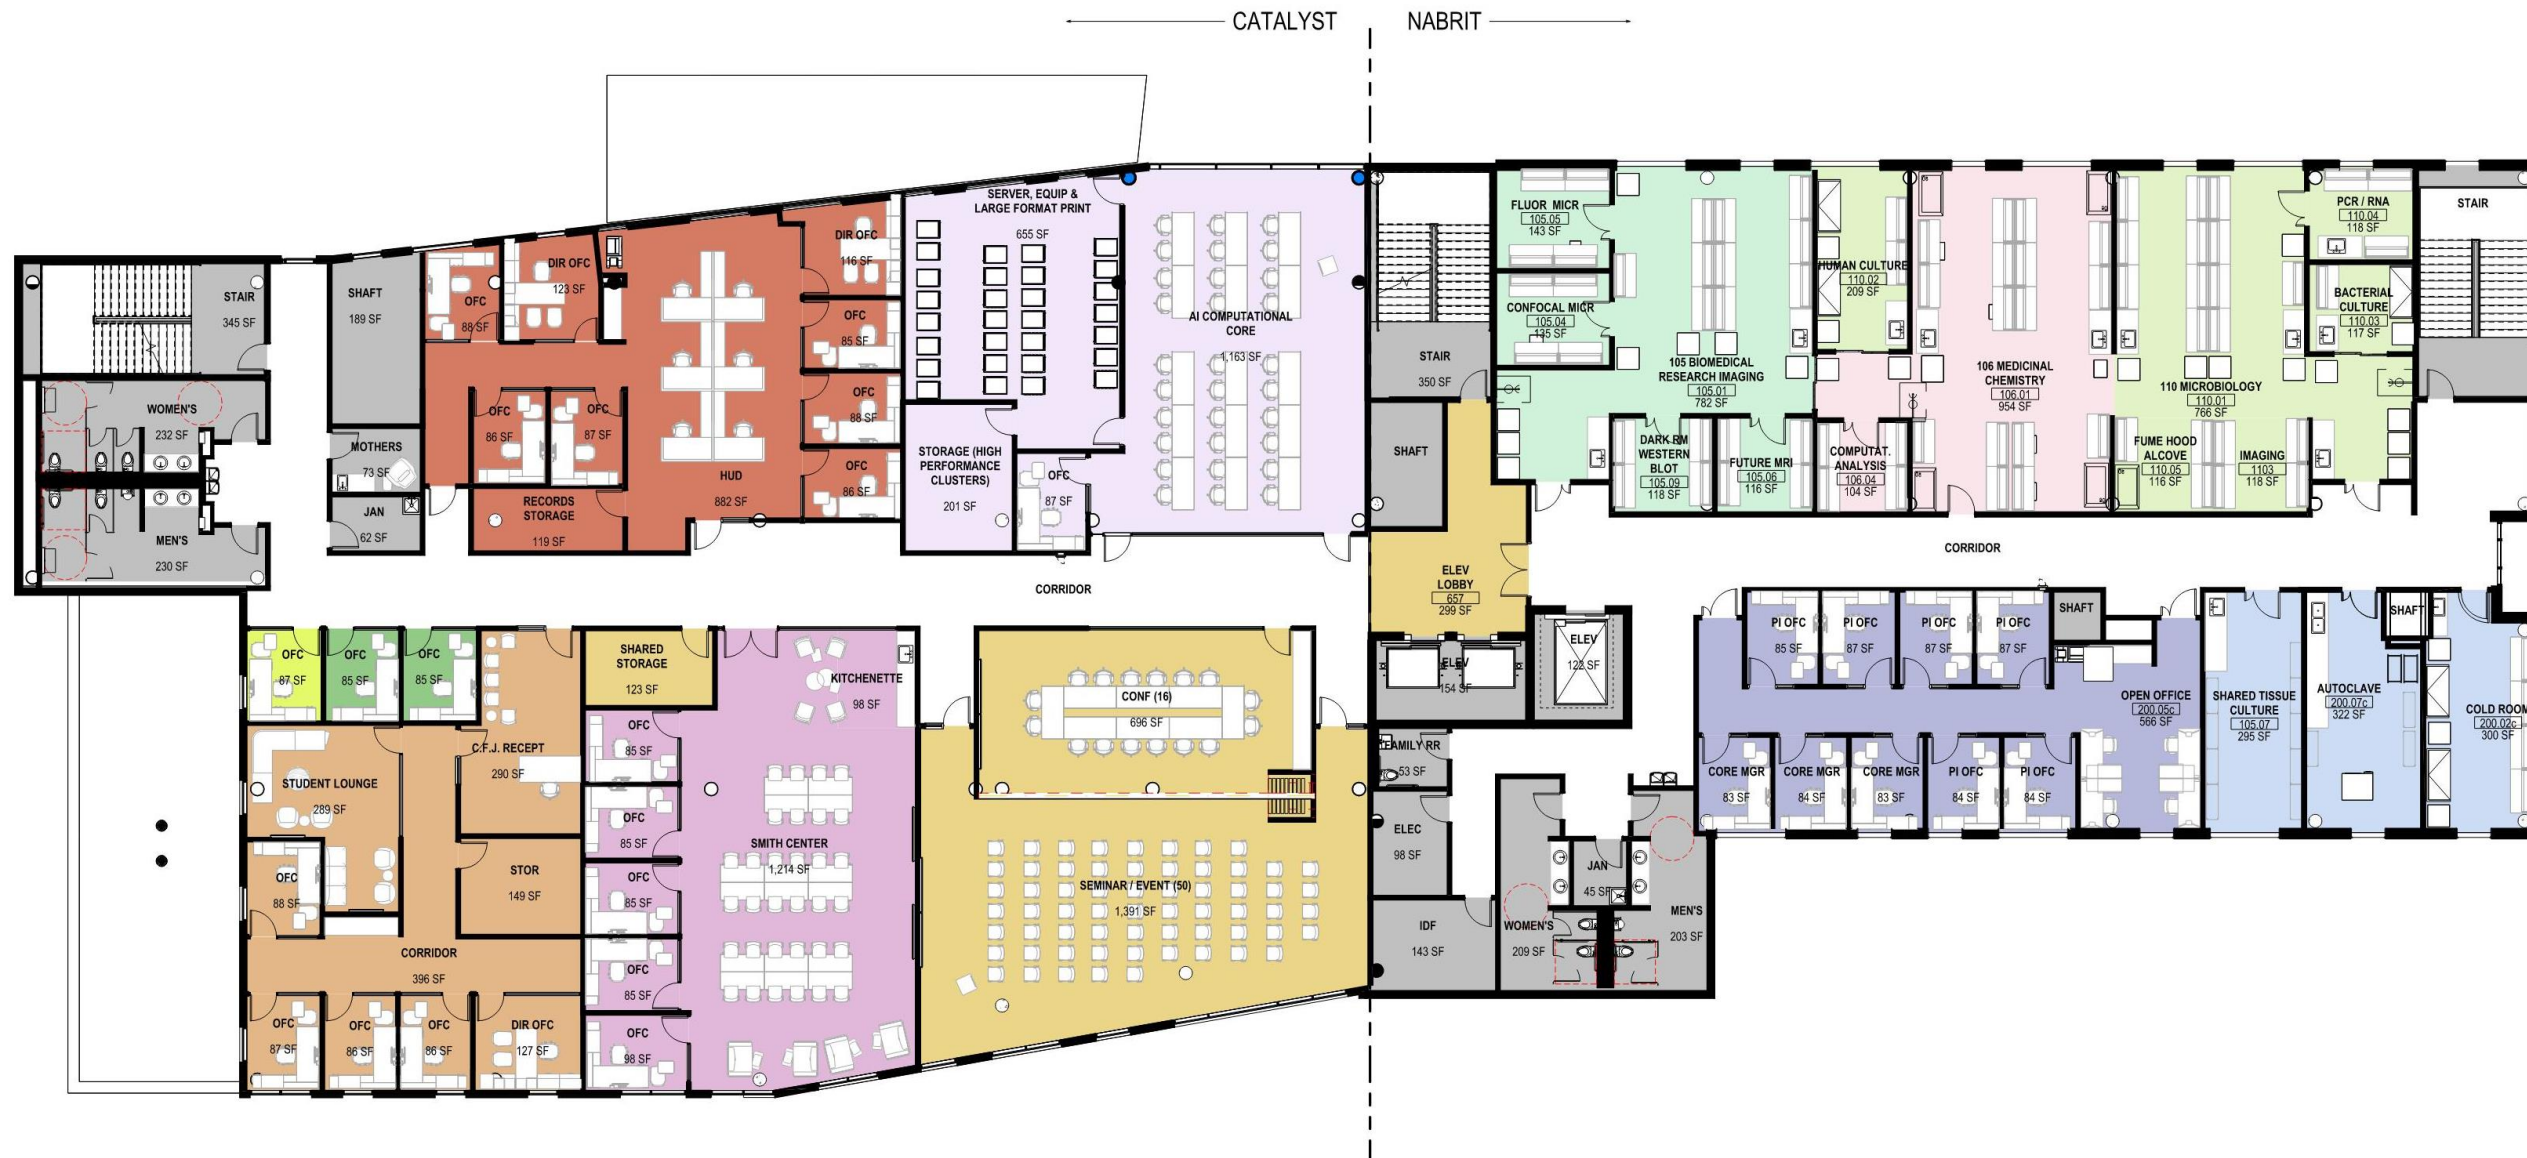 CATALYST
NABRIT
STAIR
345 SF
WOMEN'S
232 SF
MEN'S
230 SF
SHAFT
189 SF
MOTHERS
73 SF
JAN
62 SF
OFC
88 SF
DIR OFC
123 SF
OFC
86 SF
OFC
87 SF
RECORDS
STORAGE
119 SF
HUD
882 SF
DIR OFC
116 SF
OFC
85 SF
OFC
88 SF
OFC
86 SF
SERVER, EQUIP &
LARGE FORMAT PRINT
655 SF
STORAGE (HIGH
PERFORMANCE
CLUSTERS)
201 SF
OFC
87 SF
AI COMPUTATIONAL
CORE
1,163 SF
STAIR
350 SF
SHAFT
ELEV
LOBBY
657
299 SF
FLUOR MICR
105.05
143 SF
CONFOCAL MICR
105.04
135 SF
105 BIOMEDICAL
RESEARCH IMAGING
105.01
782 SF
DARK RM
WESTERN
BLOT
105.09
118 SF
FUTURE MRI
105.06
116 SF
HUMAN CULTURE
110.02
209 SF
COMPUTAT.
ANALYSIS
106.04
104 SF
106 MEDICINAL
CHEMISTRY
106.01
954 SF
110 MICROBIOLOGY
110.01
766 SF
FUME HOOD
ALCOVE
110.05
116 SF
IMAGING
1103
118 SF
PCR / RNA
110.04
118 SF
BACTERIAL
CULTURE
110.03
117 SF
STAIR
CORRIDOR
CORRIDOR
OFC
87 SF
OFC
85 SF
OFC
85 SF
C.F.J. RECEPT
290 SF
STUDENT LOUNGE
289 SF
OFC
88 SF
STOR
149 SF
CORRIDOR
396 SF
OFC
87 SF
OFC
86 SF
OFC
86 SF
DIR OFC
127 SF
SHARED
STORAGE
123 SF
OFC
85 SF
OFC
85 SF
OFC
85 SF
OFC
85 SF
OFC
98 SF
KITCHENETTE
98 SF
SMITH CENTER
1,214 SF
CONF (16)
696 SF
SEMINAR / EVENT (50)
1,391 SF
ELEV
154 SF
ELEV
122 SF
FAMILY RR
53 SF
ELEC
98 SF
IDF
143 SF
WOMEN'S
209 SF
JAN
45 SF
MEN'S
203 SF
PI OFC
85 SF
PI OFC
87 SF
PI OFC
87 SF
PI OFC
87 SF
SHAFT
CORE MGR
83 SF
CORE MGR
84 SF
CORE MGR
83 SF
PI OFC
84 SF
PI OFC
84 SF
OPEN OFFICE
200.05c
566 SF
SHARED TISSUE
CULTURE
105.07
295 SF
AUTOCLAVE
200.07c
322 SF
SHAFT
COLD ROOM
200.02c
300 SF